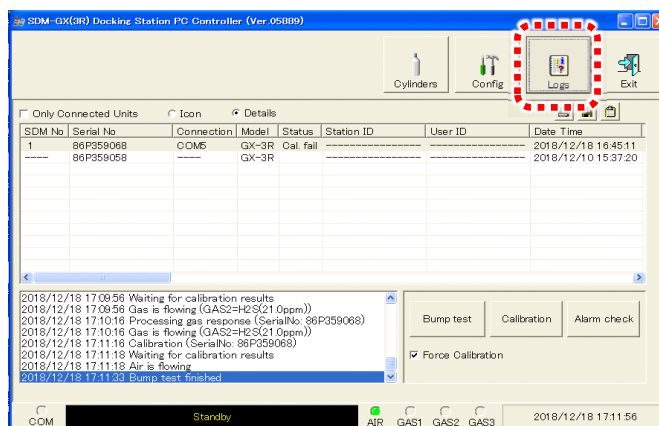 SDM-GX(3R) Docking Station PC Controller (Ver.05889)
Cylinders Config Logs Exit
Only Connected Units Icon Details
SDM No Serial No Connection Model Status Station ID User ID Date Time
1 86P359068 COM5 GX-3R Cal. fail ---------------- ---------------- 2018/12/18 16:45:11
---- 86P359058 ---- GX-3R ---------------- ---------------- 2018/12/10 15:37:20
2018/12/18 17:09:56 Waiting for calibration results
2018/12/18 17:09:56 Gas is flowing (GAS2=H2S(21.0ppm))
2018/12/18 17:10:16 Processing gas response (SerialNo: 86P359068)
2018/12/18 17:10:16 Gas is flowing (GAS2=H2S(21.0ppm))
2018/12/18 17:11:16 Calibration (SerialNo: 86P359068)
2018/12/18 17:11:18 Waiting for calibration results
2018/12/18 17:11:18 Air is flowing
2018/12/18 17:11:33 Bump test finished
Bump test Calibration Alarm check
Force Calibration
COM Standby AIR GAS1 GAS2 GAS3 2018/12/18 17:11:56